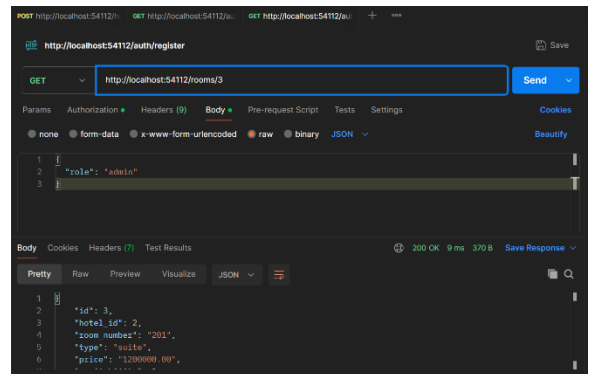 POST http://localhost:54112/h GET http://localhost:54112/au GET http://localhost:54112/aut + ooo
HTTP http://localhost:54112/auth/register Save
GET http://localhost:54112/rooms/3 Send
Params Authorization Headers (9) Body Pre-request Script Tests Settings Cookies
none form-data x-www-form-urlencoded raw binary JSON Beautify
1 {
2 "role": "admin"
3 }
Body Cookies Headers (7) Test Results 200 OK 9 ms 370 B Save Response
Pretty Raw Preview Visualize JSON
1 {
2 "id": 3,
3 "hotel_id": 2,
4 "room_number": "201",
5 "type": "suite",
6 "price": "1200000.00",